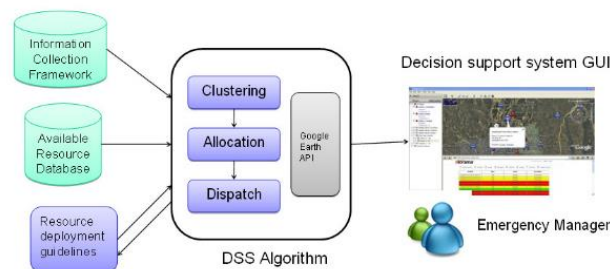 Information
Collection
Framework
Available
Resource
Database
Resource
deployment
guidelines
Clustering
Allocation
Dispatch
Google
Earth
API
DSS Algorithm
Decision support system GUI
Google
Emergency Manager